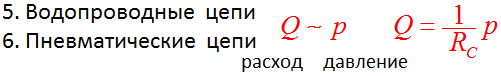 5. Водопроводные цепи
6. Пневматические цепи
Q ~ p Q = 1/R_C p
расход давление